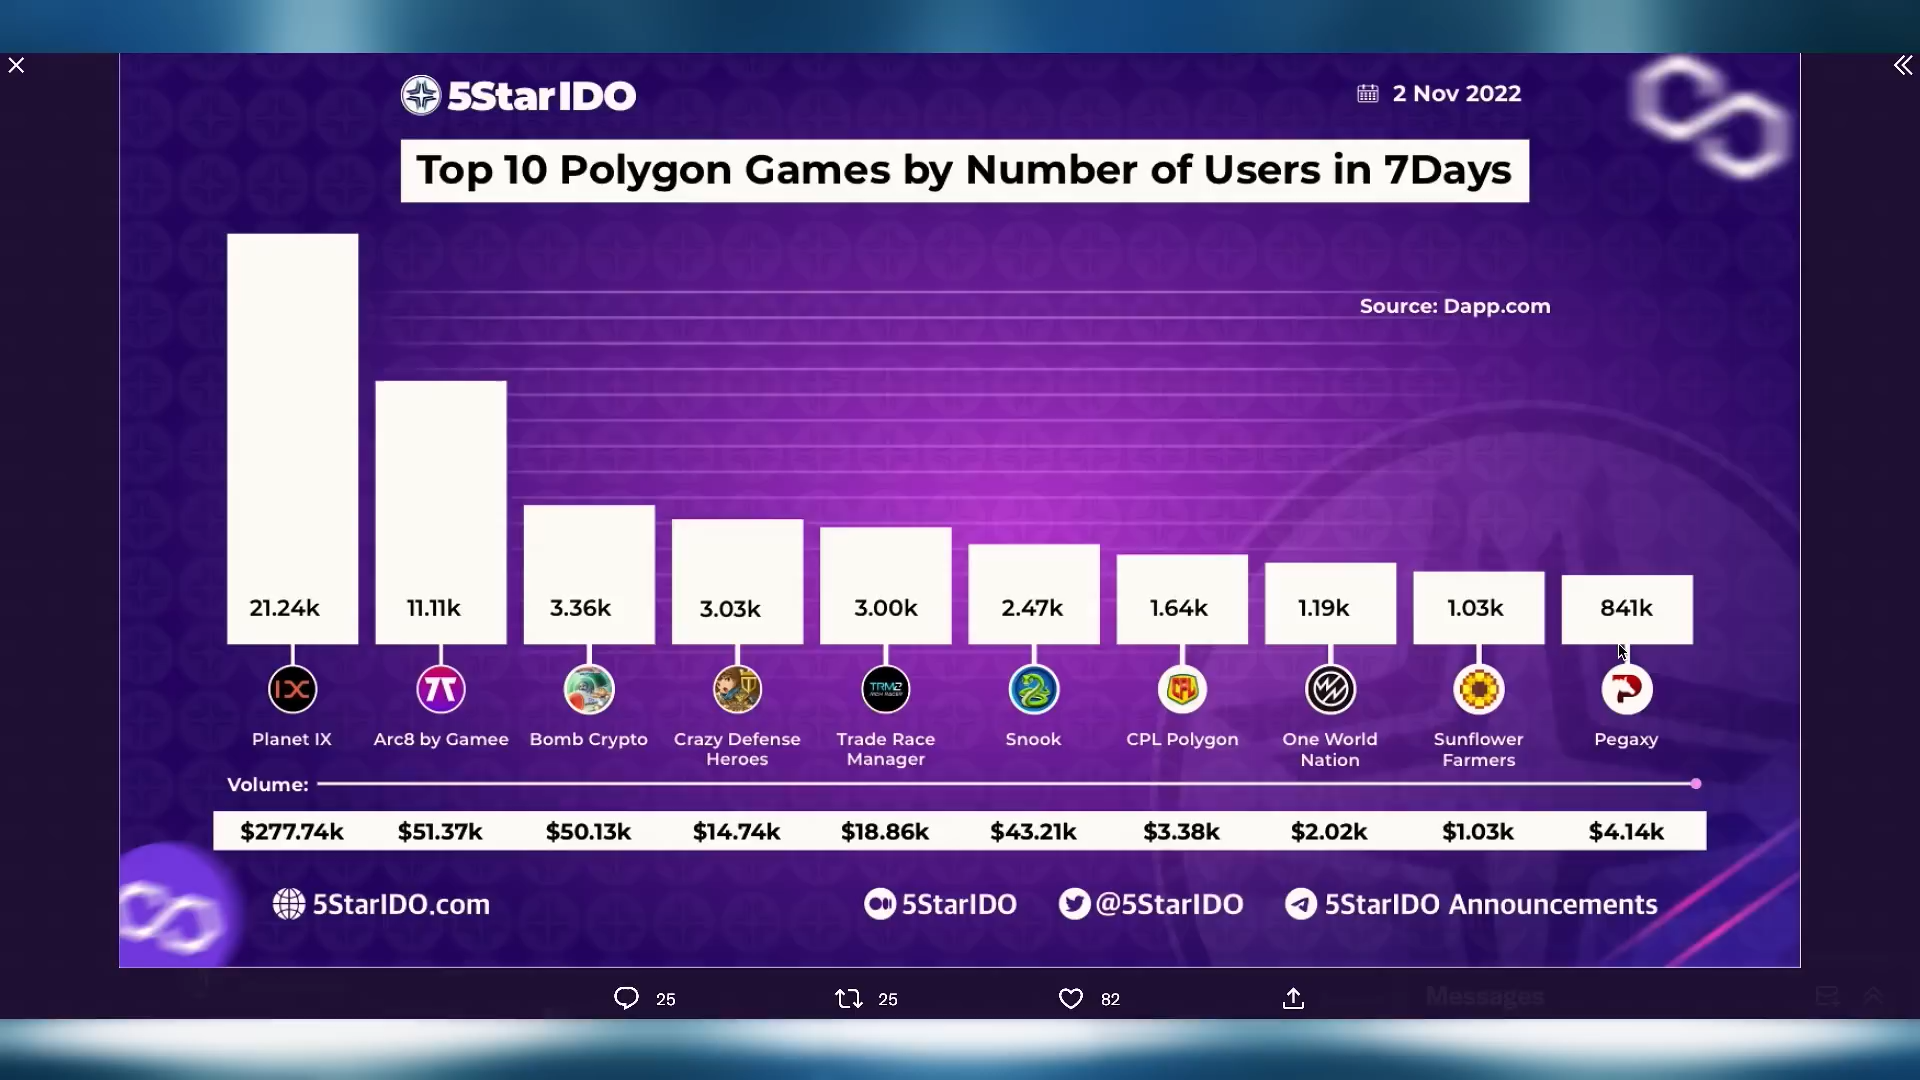 5StarIDO
2 Nov 2022
Top 10 Polygon Games by Number of Users in 7Days
Source: Dapp.com
21.24k
11.11k
3.36k
3.03k
3.00k
2.47k
1.64k
1.19k
1.03k
841k
IX
TRM2
CPL
Planet IX
Arc8 by Gamee
Bomb Crypto
Crazy Defense
Heroes
Trade Race
Manager
Snook
CPL Polygon
One World
Nation
Sunflower
Farmers
Pegaxy
Volume:
$277.74k
$51.37k
$50.13k
$14.74k
$18.86k
$43.21k
$3.38k
$2.02k
$1.03k
$4.14k
5StarIDO.com
5StarIDO
@5StarIDO
5StarIDO Announcements
25
25
82
Messages